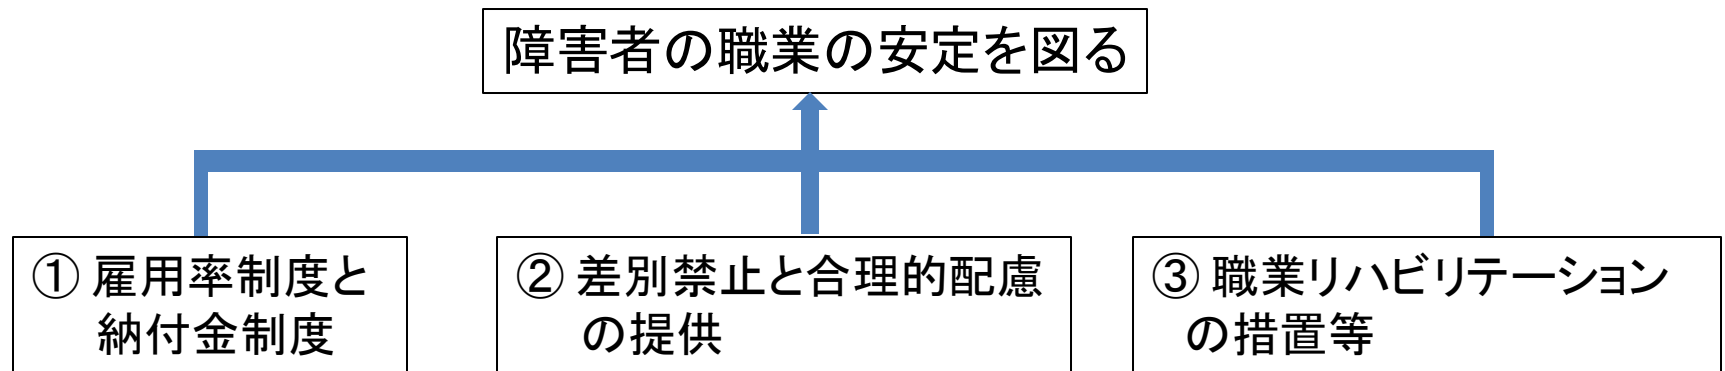 障害者の職業の安定を図る
① 雇用率制度と
納付金制度
② 差別禁止と合理的配慮
の提供
③ 職業リハビリテーション
の措置等